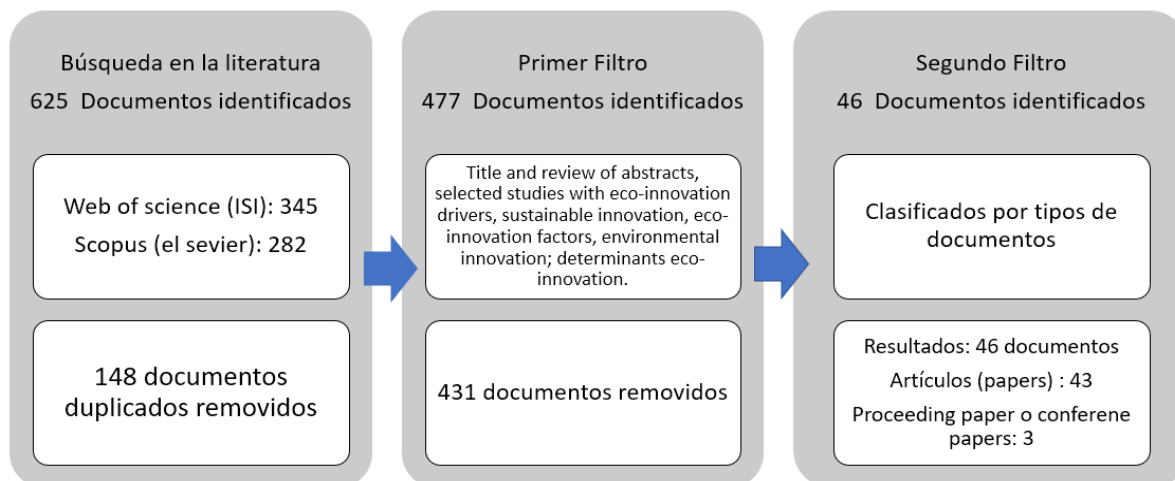 Búsqueda en la literatura
625 Documentos identificados
Web of science (ISI): 345
Scopus (el sevier): 282
148 documentos
duplicados removidos
Primer Filtro
477 Documentos identificados
Title and review of abstracts,
selected studies with eco-innovation
drivers, sustainable innovation, eco-
innovation factors, environmental
innovation; determinants eco-
innovation.
431 documentos removidos
Segundo Filtro
46 Documentos identificados
Clasificados por tipos de
documentos
Resultados: 46 documentos
Artículos (papers) : 43
Proceeding paper o conferene
papers: 3